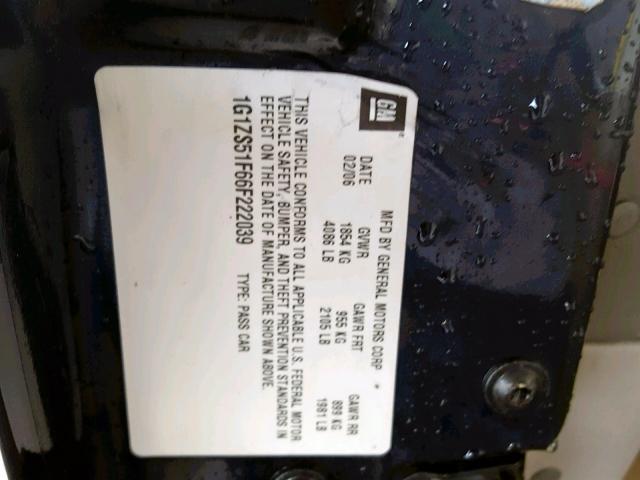 GM
MFD BY GENERAL MOTORS CORP
DATE GVWR GAWR FRT GAWR RR
02/06 1854 KG 955 KG 899 KG
4086 LB 2105 LB 1981 LB
THIS VEHICLE CONFORMS TO ALL APPLICABLE U.S. FEDERAL MOTOR
VEHICLE SAFETY, BUMPER, AND THEFT PREVENTION STANDARDS IN
EFFECT ON THE DATE OF MANUFACTURE SHOWN ABOVE.
1G1ZS51F66F222039 TYPE: PASS CAR